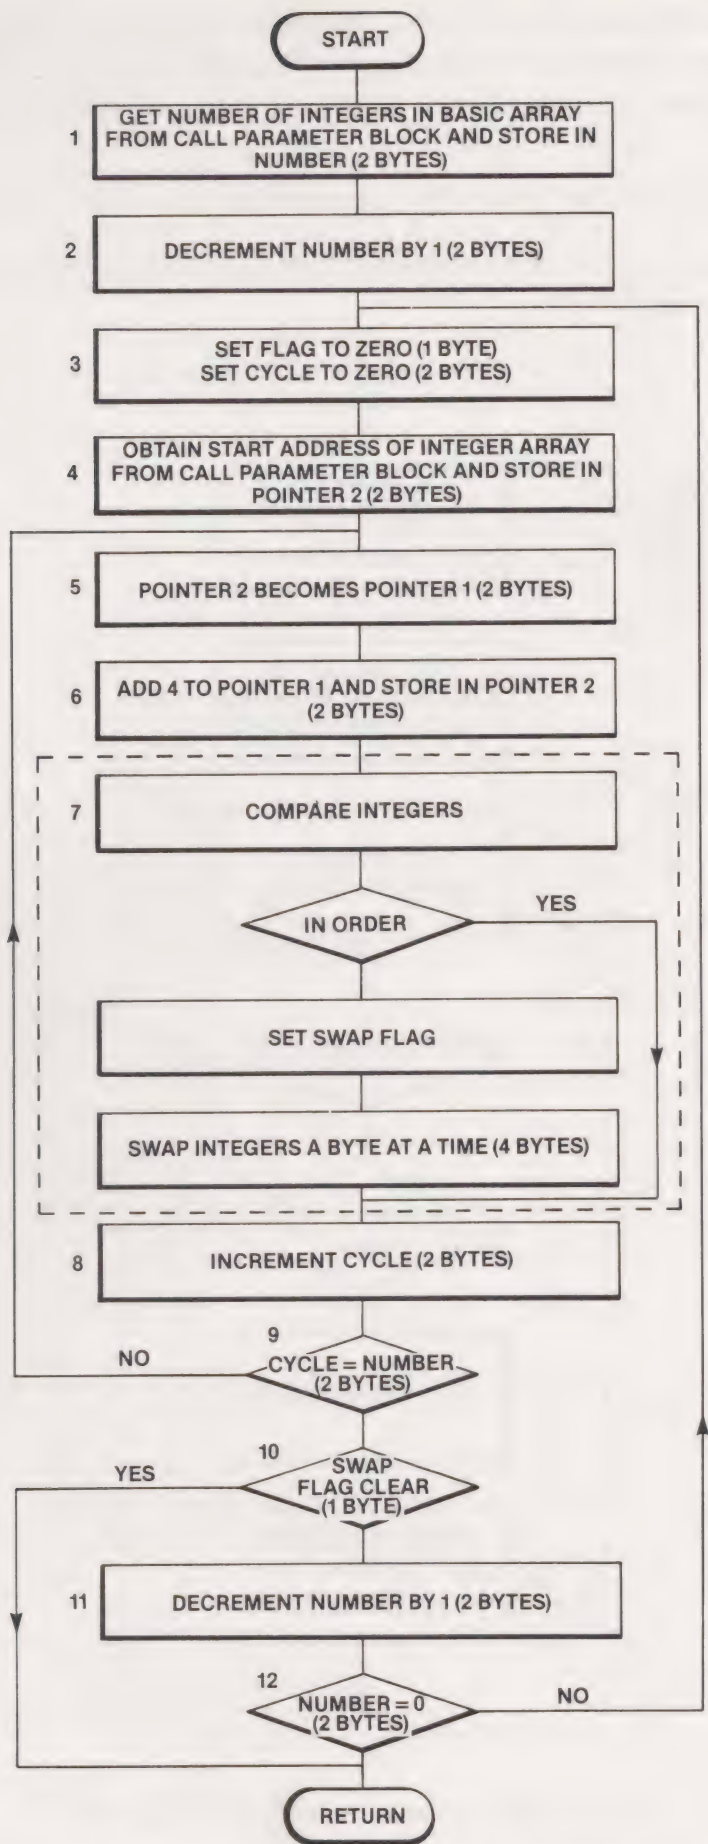 START
1
GET NUMBER OF INTEGERS IN BASIC ARRAY
FROM CALL PARAMETER BLOCK AND STORE IN
NUMBER (2 BYTES)
2
DECREMENT NUMBER BY 1 (2 BYTES)
3
SET FLAG TO ZERO (1 BYTE)
SET CYCLE TO ZERO (2 BYTES)
4
OBTAIN START ADDRESS OF INTEGER ARRAY
FROM CALL PARAMETER BLOCK AND STORE IN
POINTER 2 (2 BYTES)
5
POINTER 2 BECOMES POINTER 1 (2 BYTES)
6
ADD 4 TO POINTER 1 AND STORE IN POINTER 2
(2 BYTES)
7
COMPARE INTEGERS
IN ORDER
YES
SET SWAP FLAG
SWAP INTEGERS A BYTE AT A TIME (4 BYTES)
8
INCREMENT CYCLE (2 BYTES)
9
NO
CYCLE = NUMBER
(2 BYTES)
10
YES
SWAP
FLAG CLEAR
(1 BYTE)
11
DECREMENT NUMBER BY 1 (2 BYTES)
12
NUMBER = 0
(2 BYTES)
NO
RETURN